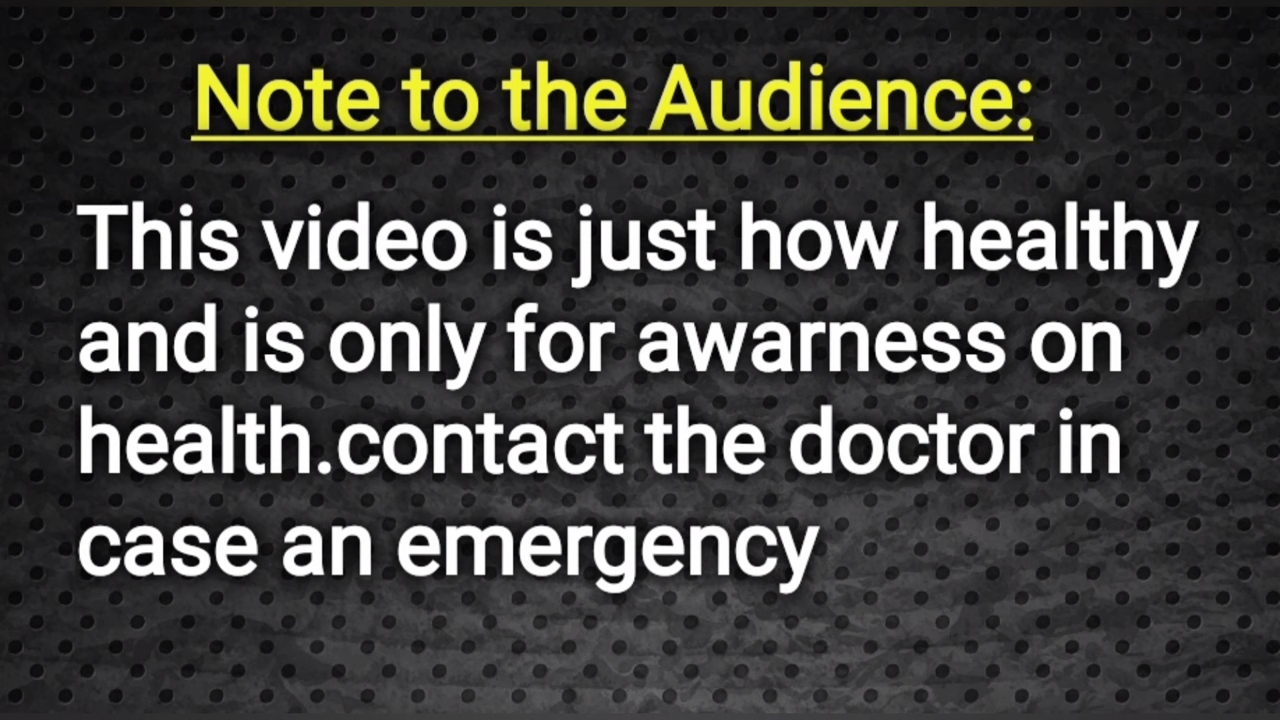 Note to the Audience:
This video is just how healthy
and is only for awarness on
health.contact the doctor in
case an emergency